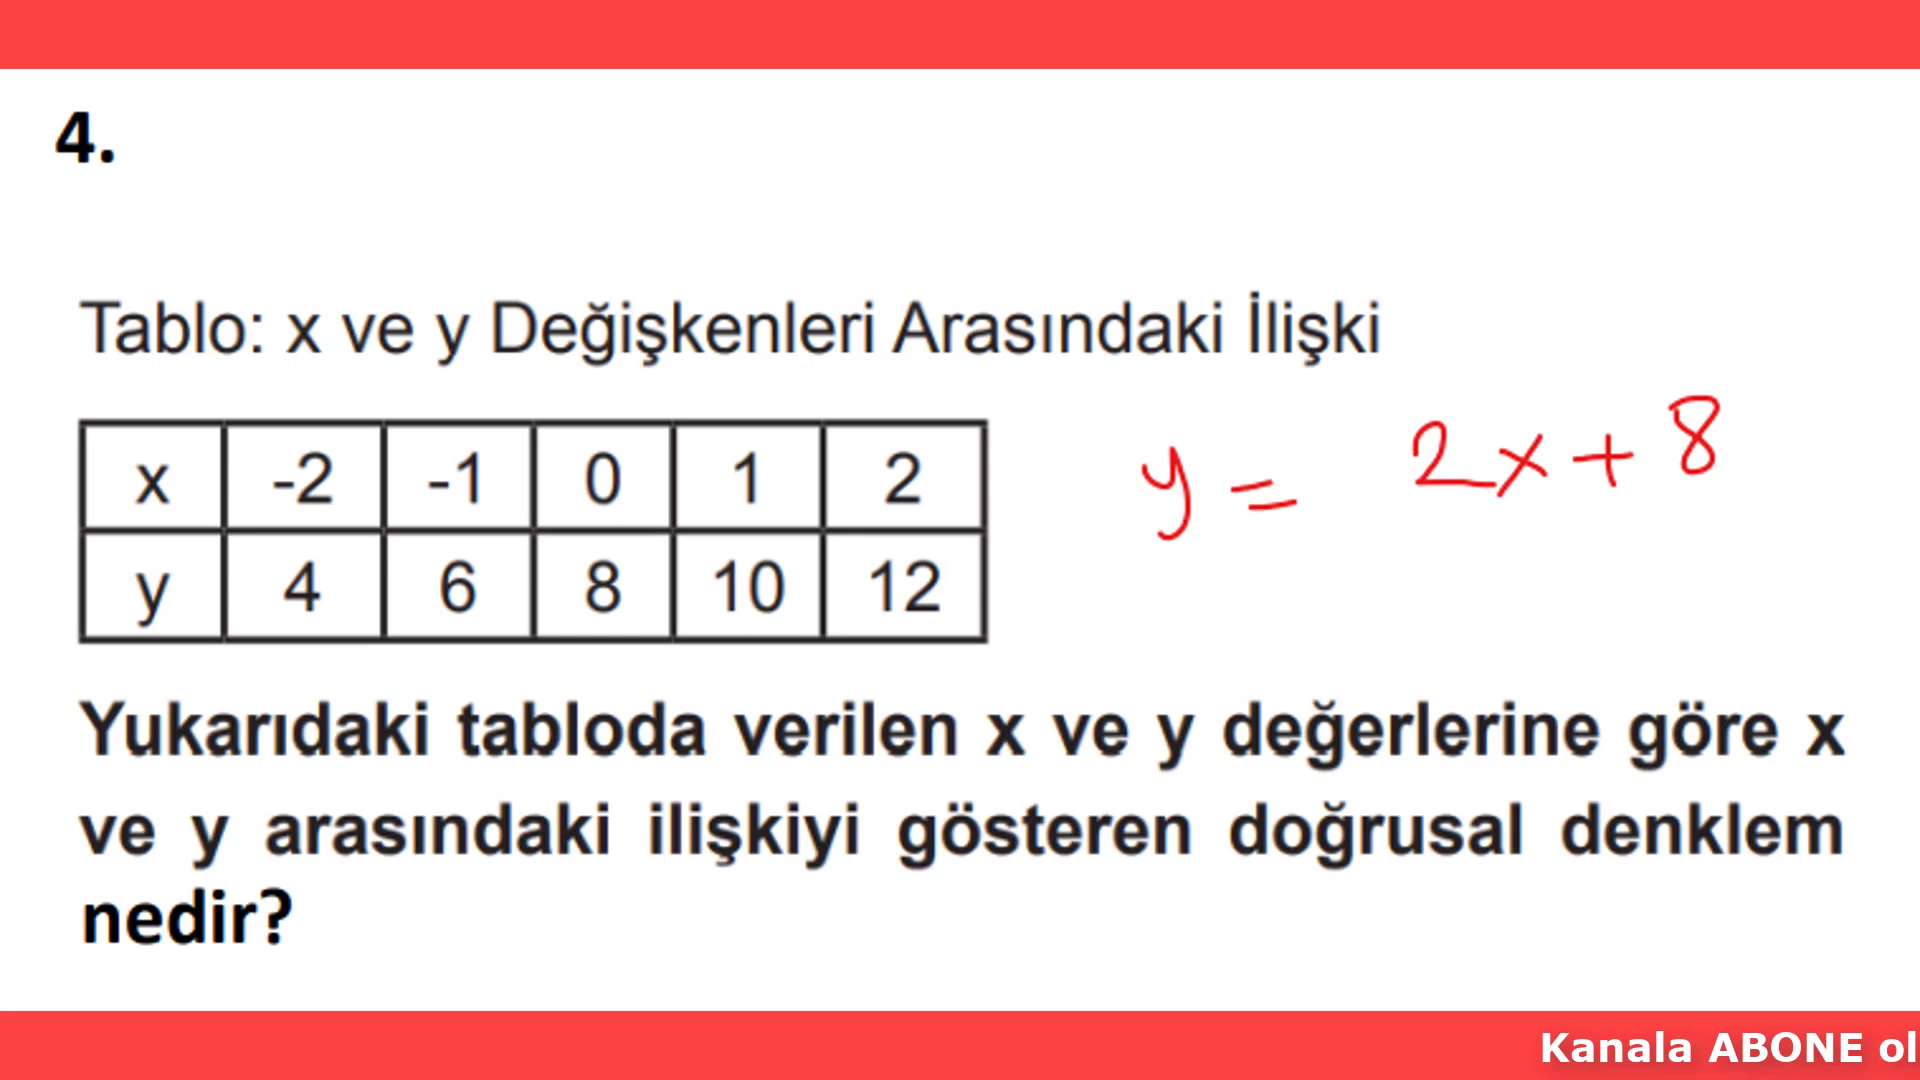 4.
Tablo: x ve y Değişkenleri Arasındaki İlişki
x -2 -1 0 1 2
y 4 6 8 10 12
y = 2x + 8
Yukarıdaki tabloda verilen x ve y değerlerine göre x
ve y arasındaki ilişkiyi gösteren doğrusal denklem
nedir?
Kanala ABONE ol